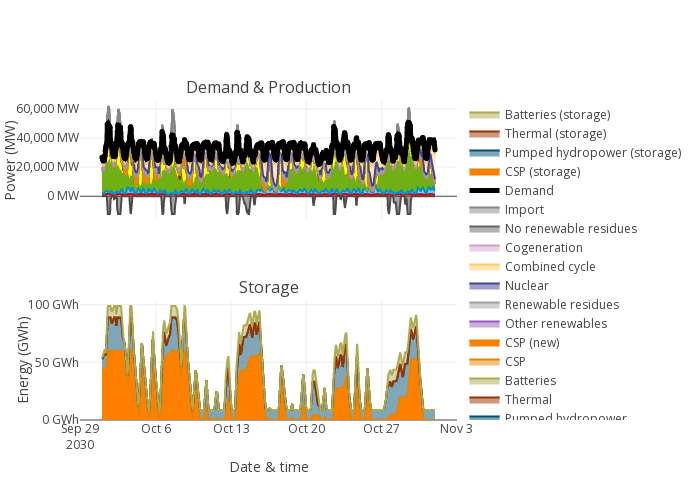 Demand & Production
60,000 MW
40,000 MW
20,000 MW
0 MW
Power (MW)
Storage
100 GWh
50 GWh
0 GWh
Energy (GWh)
Sep 29
2030
Oct 6
Oct 13
Oct 20
Oct 27
Nov 3
Date & time
Batteries (storage)
Thermal (storage)
Pumped hydropower (storage)
CSP (storage)
Demand
Import
No renewable residues
Cogeneration
Combined cycle
Nuclear
Renewable residues
Other renewables
CSP (new)
CSP
Batteries
Thermal
Pumped hydropower